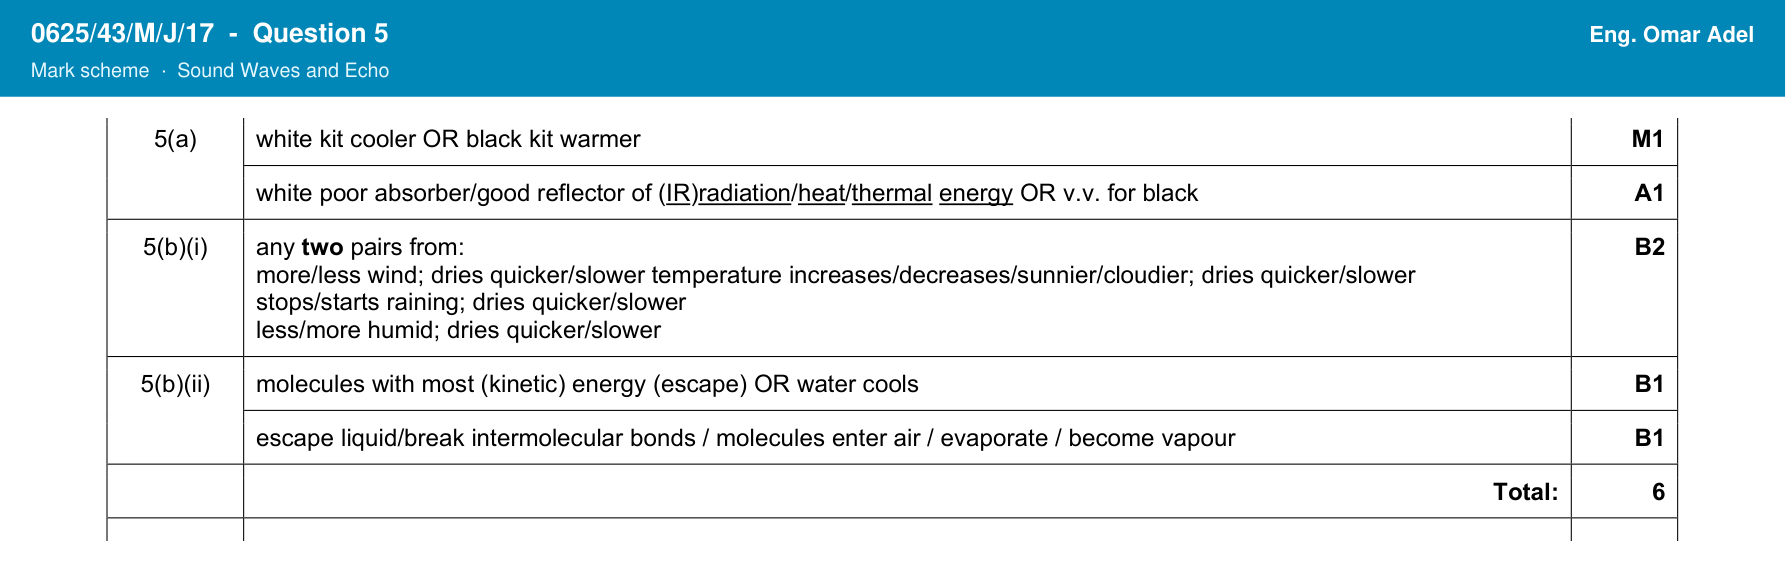 0625/43/M/J/17 - Question 5
Eng. Omar Adel
Mark scheme · Sound Waves and Echo
5(a) white kit cooler OR black kit warmer M1
white poor absorber/good reflector of (IR)radiation/heat/thermal energy OR v.v. for black A1
5(b)(i) any two pairs from: B2
more/less wind; dries quicker/slower temperature increases/decreases/sunnier/cloudier; dries quicker/slower
stops/starts raining; dries quicker/slower
less/more humid; dries quicker/slower
5(b)(ii) molecules with most (kinetic) energy (escape) OR water cools B1
escape liquid/break intermolecular bonds / molecules enter air / evaporate / become vapour B1
Total: 6